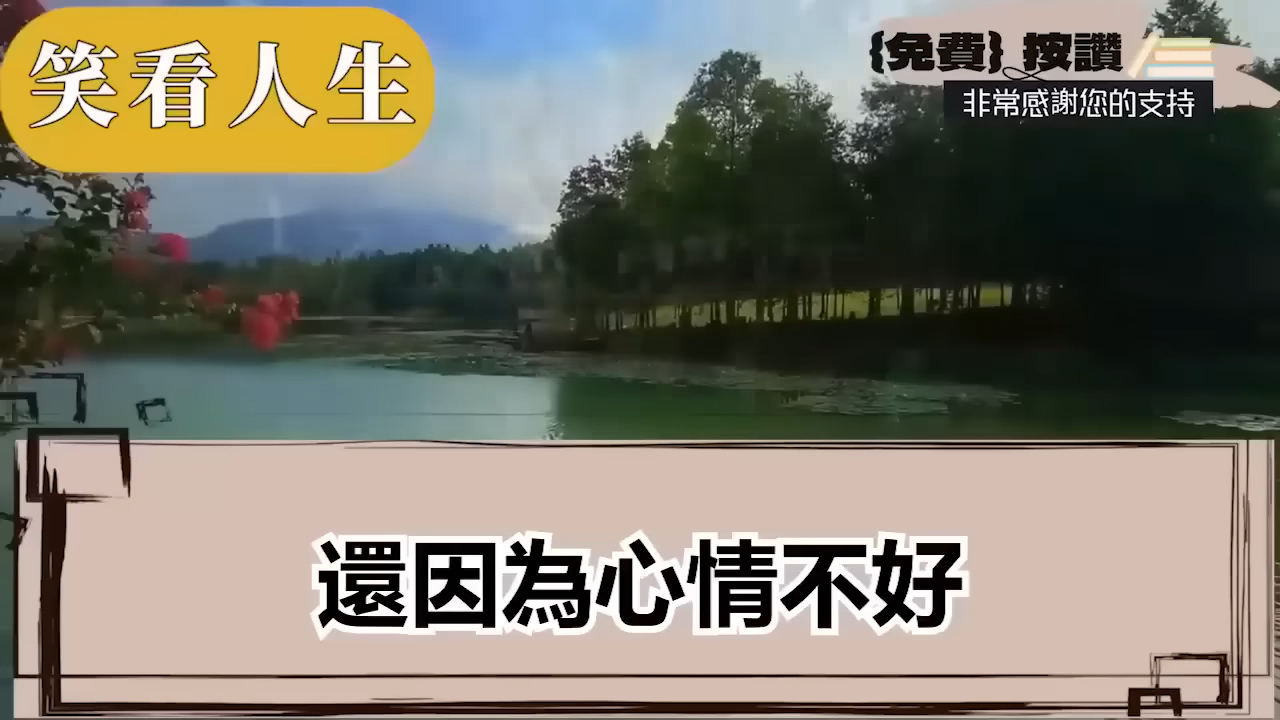 笑看人生
{免費} 按讚
非常感謝您的支持
還因為心情不好